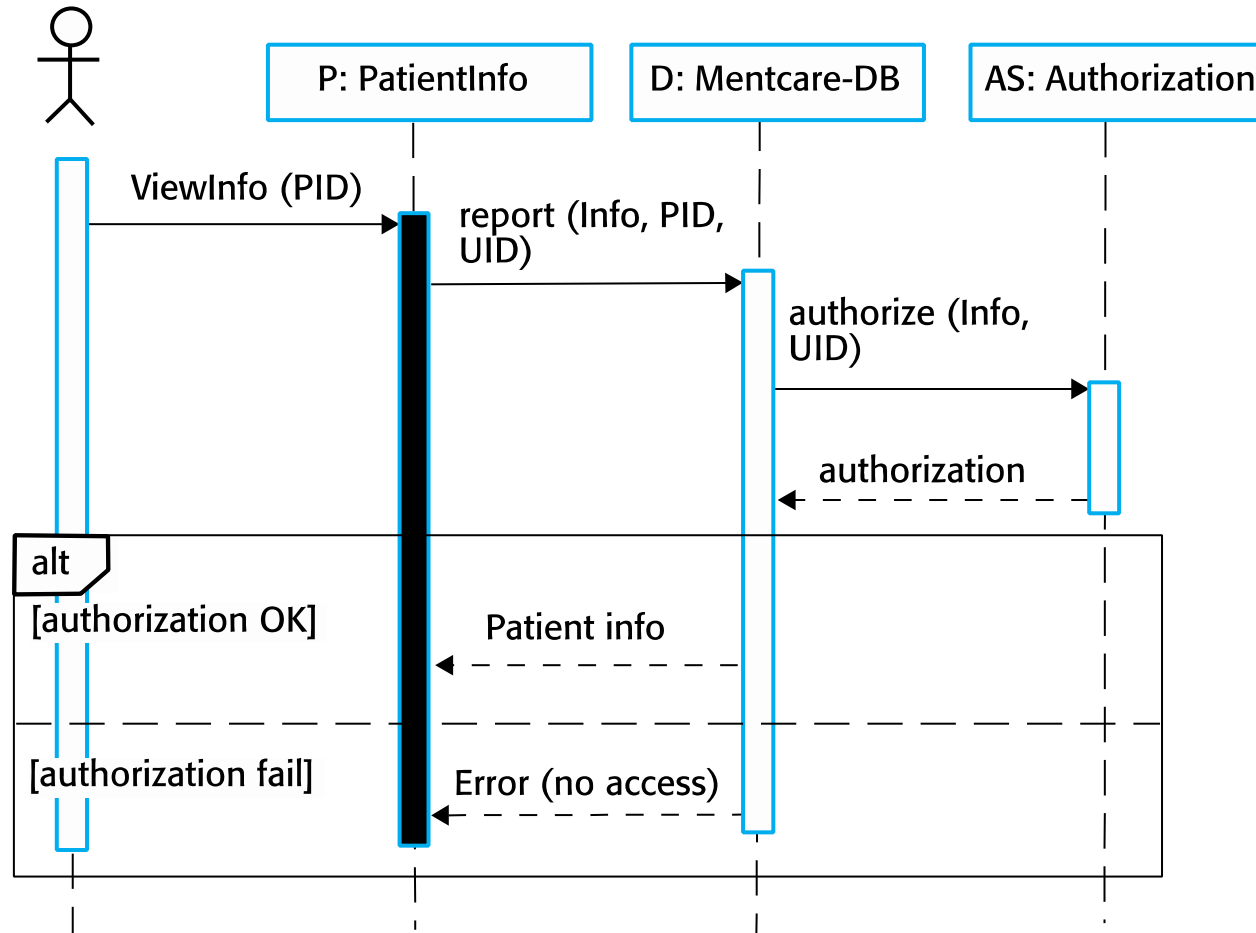 P: PatientInfo
D: Mentcare-DB
AS: Authorization
ViewInfo (PID)
report (Info, PID,
UID)
authorize (Info,
UID)
authorization
alt
[authorization OK]
Patient info
[authorization fail]
Error (no access)